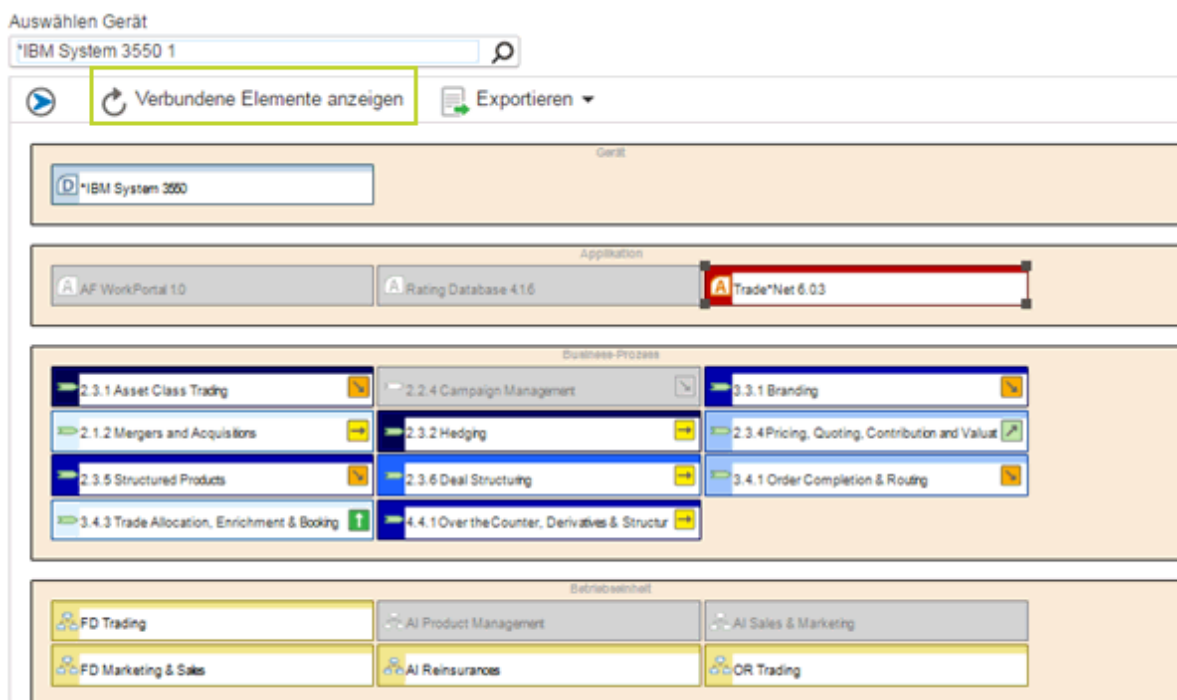 Auswählen Gerät
*IBM System 3550 1
Verbundene Elemente anzeigen Exportieren
Gerät
D *IBM System 3550
Applikation
A AF WorkPortal 1.0 A Rating Database 4.1.6 A Trade*Net 6.0.3
Business-Prozess
2.3.1 Asset Class Trading 2.2.4 Campaign Management 3.3.1 Branding
2.1.2 Mergers and Acquisitions 2.3.2 Hedging 2.3.4 Pricing, Quoting, Contribution and Valuat
2.3.5 Structured Products 2.3.6 Deal Structuring 3.4.1 Order Completion & Routing
3.4.3 Trade Allocation, Enrichment & Booking 4.4.1 Over the Counter, Derivatives & Structur
Betriebseinheit
FD Trading AI Product Management AI Sales & Marketing
FD Marketing & Sales AI Reinsurances OR Trading